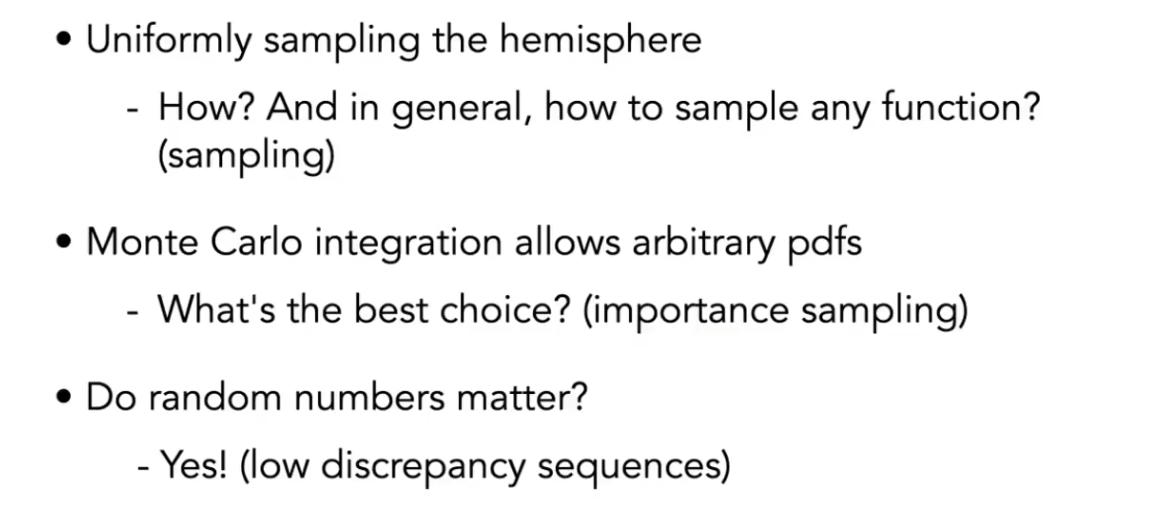 • Uniformly sampling the hemisphere
- How? And in general, how to sample any function?
(sampling)
• Monte Carlo integration allows arbitrary pdfs
- What's the best choice? (importance sampling)
• Do random numbers matter?
- Yes! (low discrepancy sequences)